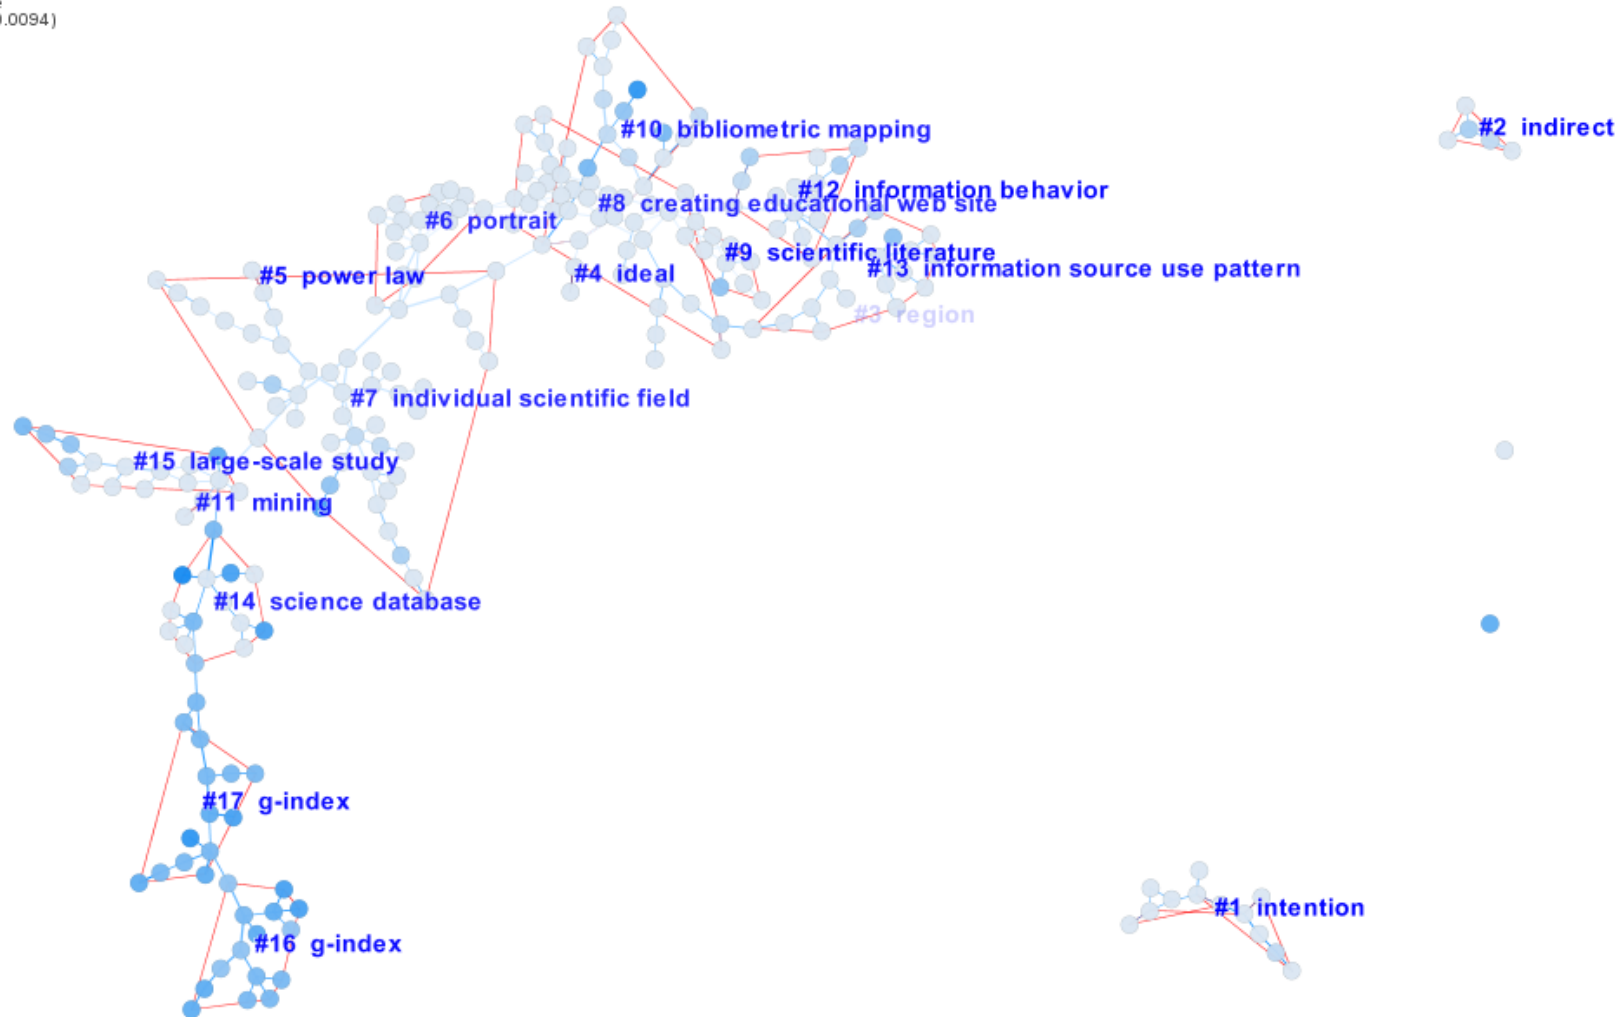 0.0094)
#10 bibliometric mapping
#2 indirect
#12 information behavior
#8 creating educational web site
#6 portrait
#9 scientific literature
#13 information source use pattern
#4 ideal
#5 power law
#3 region
#7 individual scientific field
#15 large-scale study
#11 mining
#14 science database
#17 g-index
#1 intention
#16 g-index